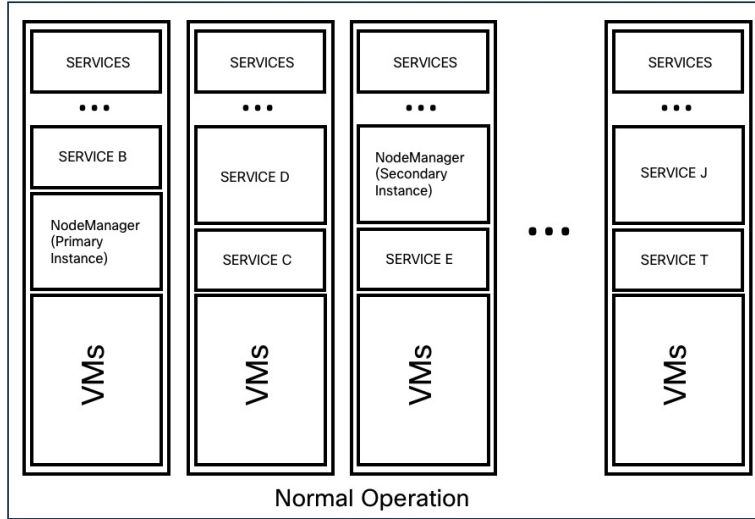 SERVICES
...
SERVICE B
NodeManager
(Primary
Instance)
VMs
SERVICES
...
SERVICE D
SERVICE C
VMs
SERVICES
...
NodeManager
(Secondary
Instance)
SERVICE E
VMs
...
SERVICES
...
SERVICE J
SERVICE T
VMs
Normal Operation